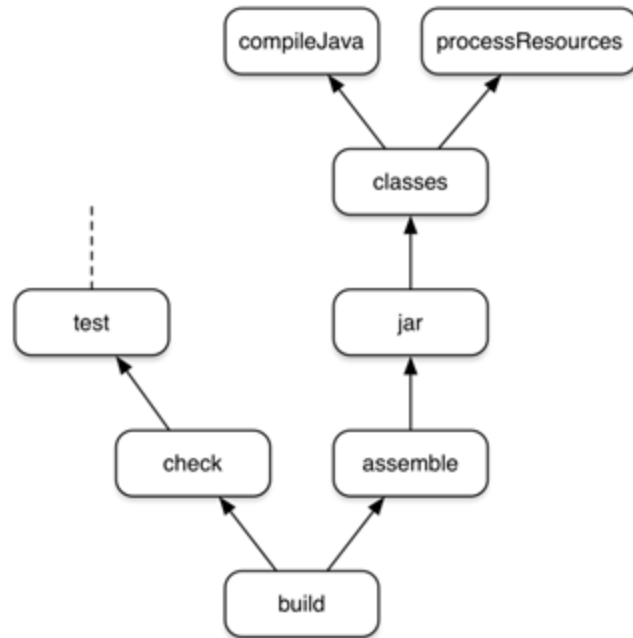 compileJava
processResources
classes
test
jar
check
assemble
build